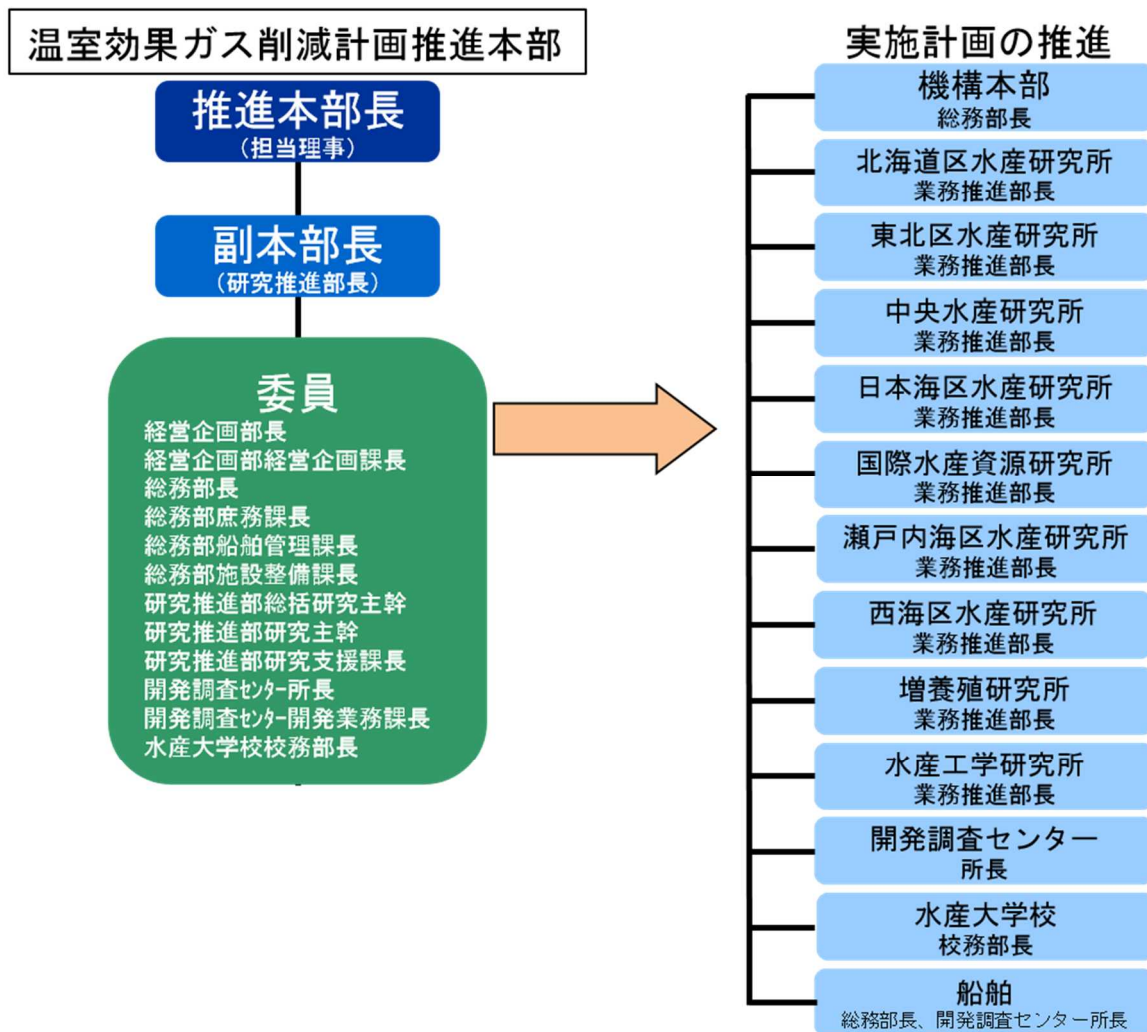 温室効果ガス削減計画推進本部
推進本部長
(担当理事)
副本部長
(研究推進部長)
委員
経営企画部長
経営企画部経営企画課長
総務部長
総務部庶務課長
総務部船舶管理課長
総務部施設整備課長
研究推進部総括研究主幹
研究推進部研究主幹
研究推進部研究支援課長
開発調査ｾﾝﾀｰ所長
開発調査ｾﾝﾀｰ開発業務課長
水産大学校校務部長
実施計画の推進
機構本部
総務部長
北海道区水産研究所
業務推進部長
東北区水産研究所
業務推進部長
中央水産研究所
業務推進部長
日本海区水産研究所
業務推進部長
国際水産資源研究所
業務推進部長
瀬戸内海区水産研究所
業務推進部長
西海区水産研究所
業務推進部長
増養殖研究所
業務推進部長
水産工学研究所
業務推進部長
開発調査センター
所長
水産大学校
校務部長
船舶
総務部長、開発調査センター所長